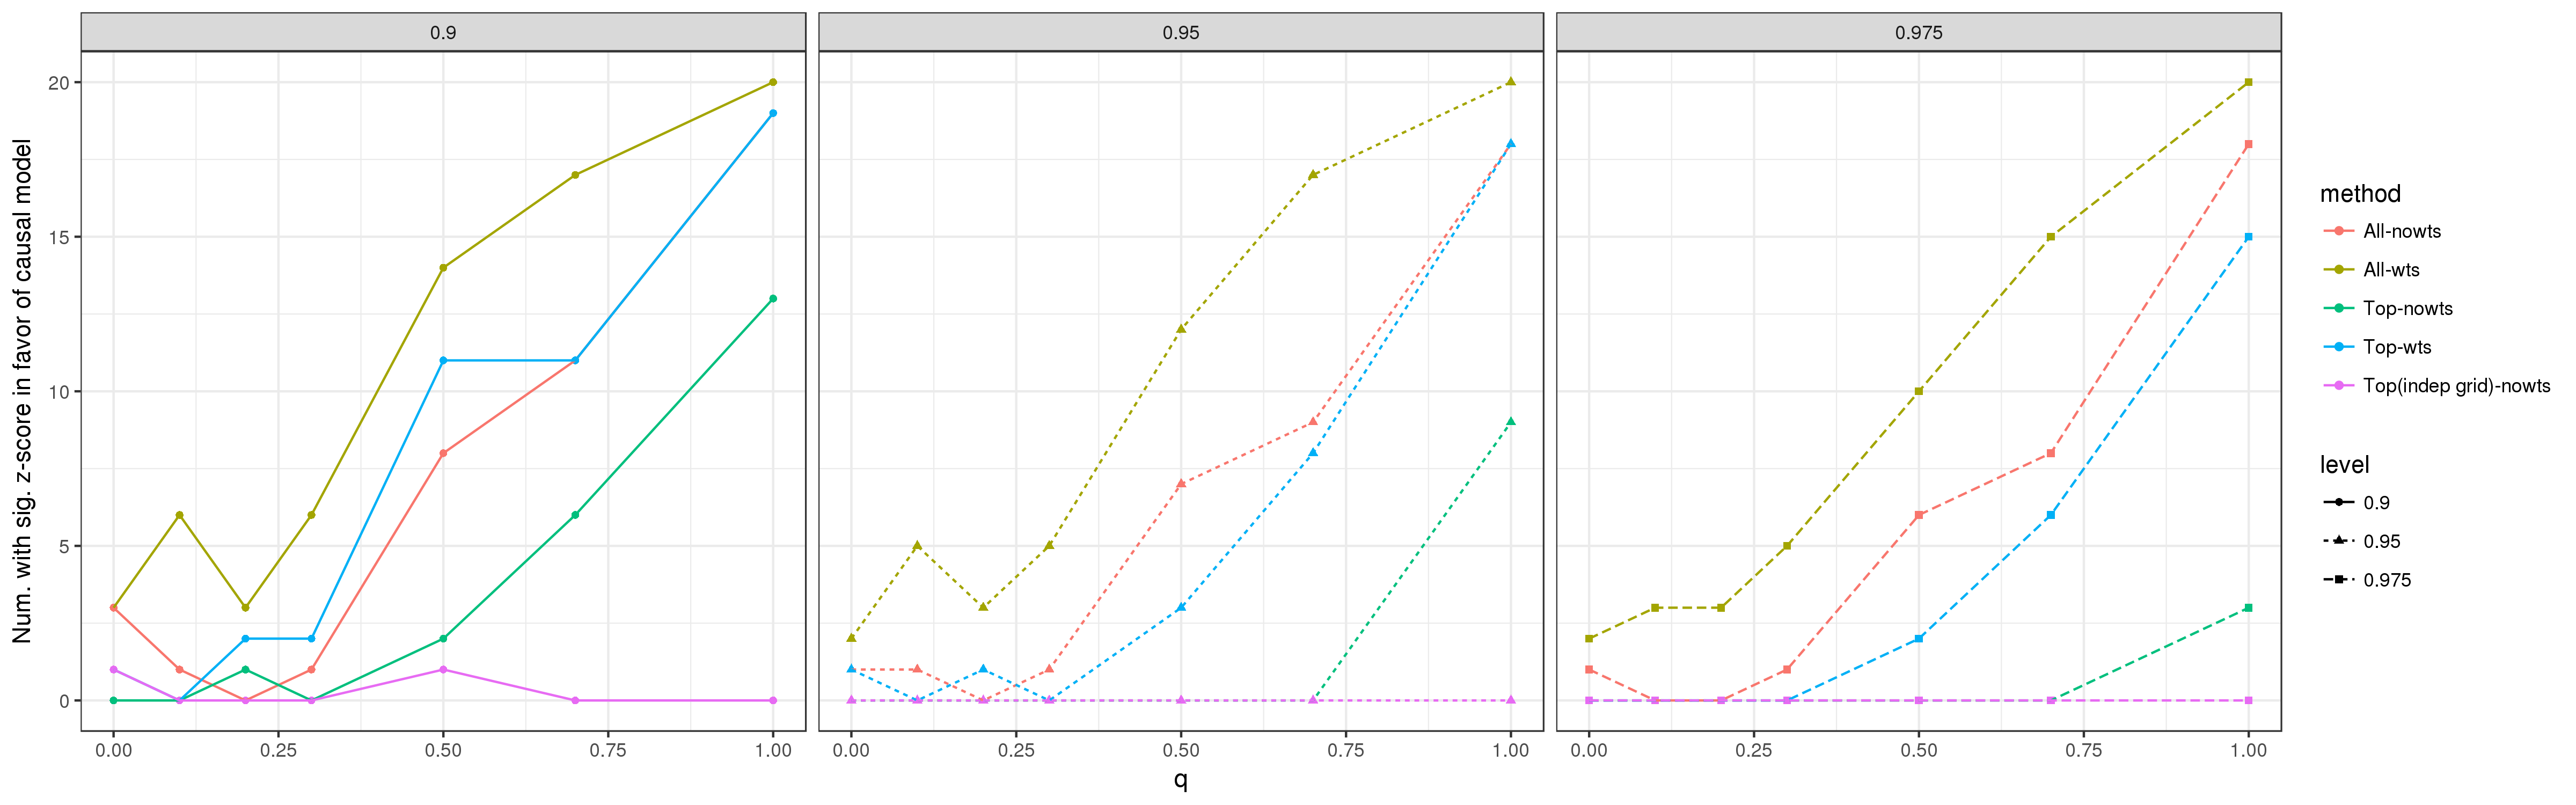 0.9
0.95
0.975
Num. with sig. z-score in favor of causal model
20
15
10
5
0
0.00 0.25 0.50 0.75 1.00
0.00 0.25 0.50 0.75 1.00
0.00 0.25 0.50 0.75 1.00
q
method
All-nowts
All-wts
Top-nowts
Top-wts
Top(indep grid)-nowts
level
0.9
0.95
0.975